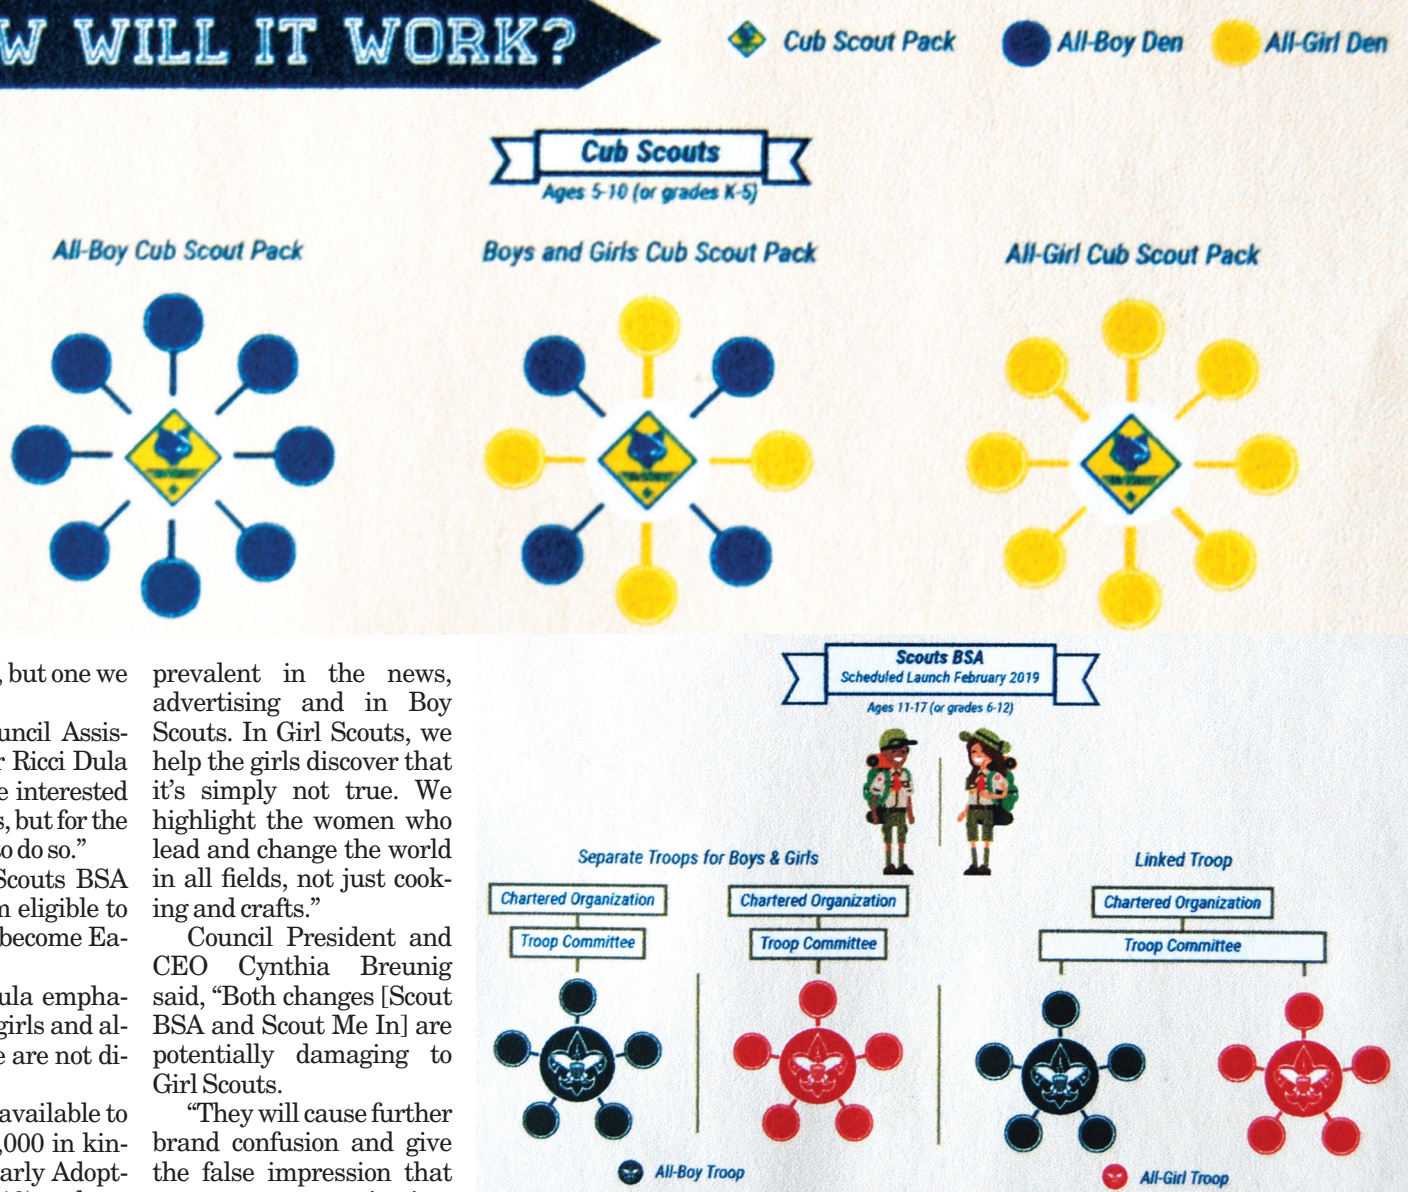 W WILL IT WORK?
Cub Scout Pack
All-Boy Den
All-Girl Den
Cub Scouts
Ages 5-10 (or grades K-5)
All-Boy Cub Scout Pack
Boys and Girls Cub Scout Pack
All-Girl Cub Scout Pack
, but one we
uncil Assis-
r Ricci Dula
e interested
s, but for the
to do so.”
Scouts BSA
n eligible to
become Ea-
ula empha-
girls and al-
e are not di-
available to
,000 in kin-
arly Adopt-
prevalent in the news,
advertising and in Boy
Scouts. In Girl Scouts, we
help the girls discover that
it’s simply not true. We
highlight the women who
lead and change the world
in all fields, not just cook-
ing and crafts.”
Council President and
CEO Cynthia Breunig
said, “Both changes [Scout
BSA and Scout Me In] are
potentially damaging to
Girl Scouts.
“They will cause further
brand confusion and give
the false impression that
Scouts BSA
Scheduled Launch February 2019
Ages 11-17 (or grades 6-12)
Separate Troops for Boys & Girls
Linked Troop
Chartered Organization
Troop Committee
Chartered Organization
Troop Committee
Chartered Organization
Troop Committee
All-Boy Troop
All-Girl Troop